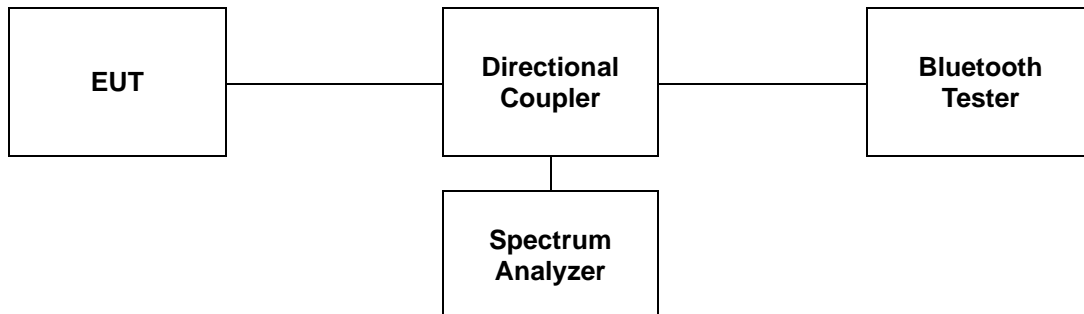 EUT
Directional
Coupler
Bluetooth
Tester
Spectrum
Analyzer